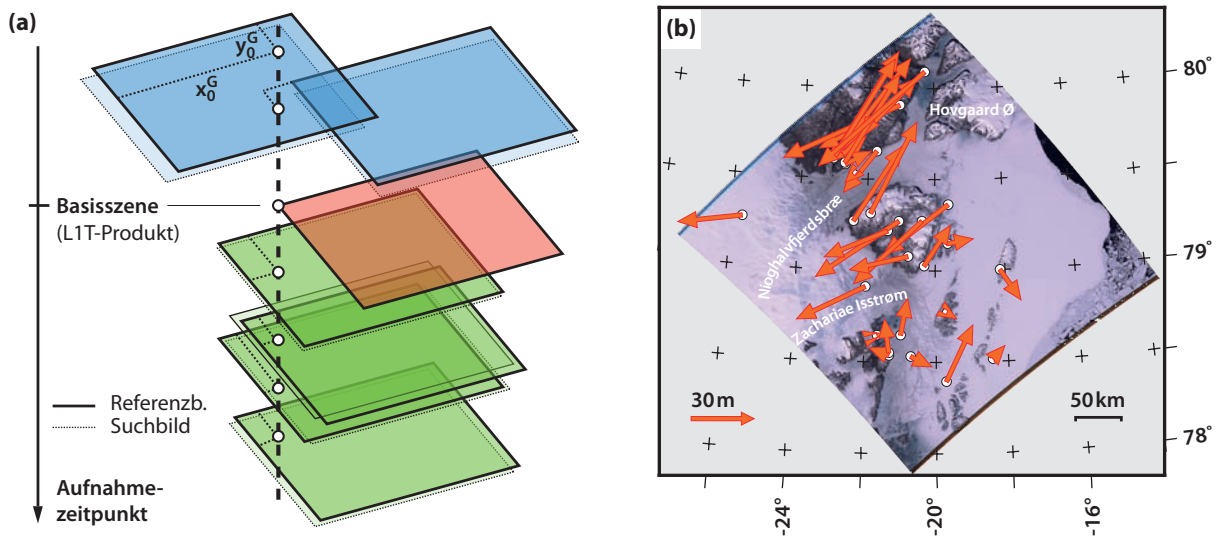 (a)
y₀ᴳ
x₀ᴳ
Basisszene
(L1T-Produkt)
Referenzb.
Suchbild
Aufnahme-
zeitpunkt
(b)
Hovgaard Ø
Nioghalvfjerdsbræ
Zachariae Isstrøm
30 m
50 km
80°
79°
78°
-24°
-20°
-16°